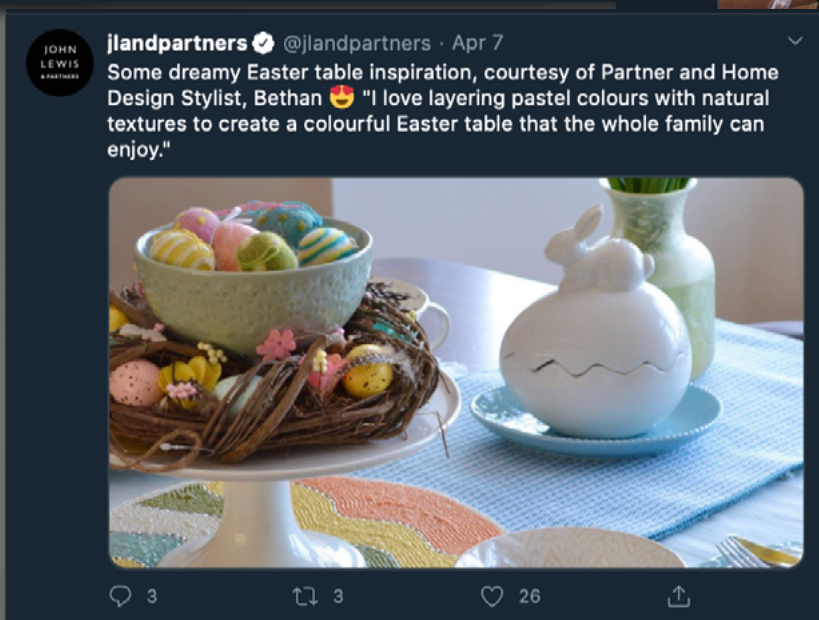 JOHN
LEWIS
& PARTNERS
jlandpartners @jlandpartners · Apr 7
Some dreamy Easter table inspiration, courtesy of Partner and Home
Design Stylist, Bethan 😍 "I love layering pastel colours with natural
textures to create a colourful Easter table that the whole family can
enjoy."
3 3 26